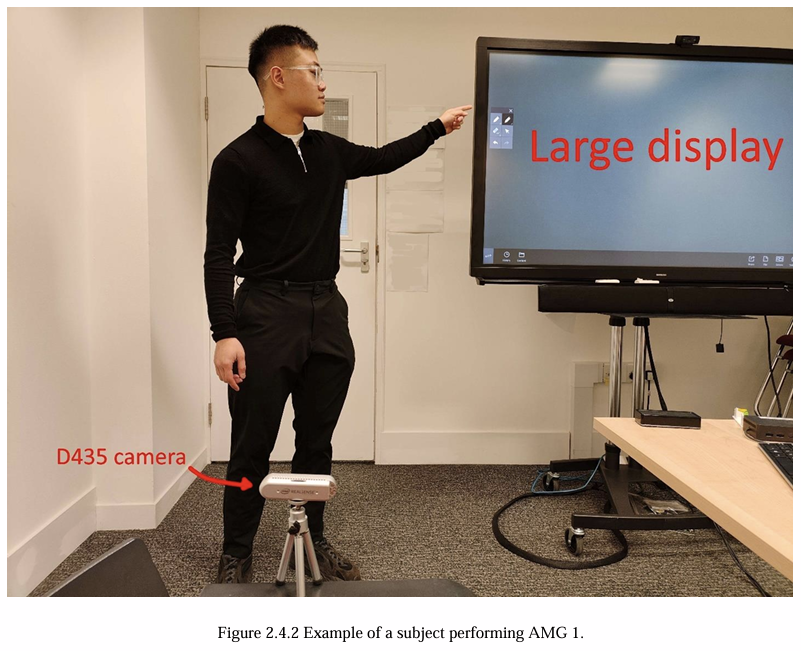 Large display
D435 camera
Figure 2.4.2 Example of a subject performing AMG 1.